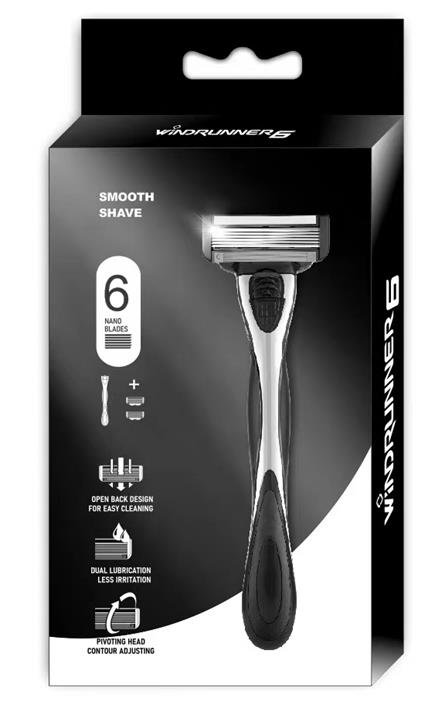 WINDRUNNER6
SMOOTH
SHAVE
6
NANO
BLADES
+
OPEN BACK DESIGN
FOR EASY CLEANING
DUAL LUBRICATION
LESS IRRITATION
PIVOTING HEAD
CONTOUR ADJUSTING
WINDRUNNER6